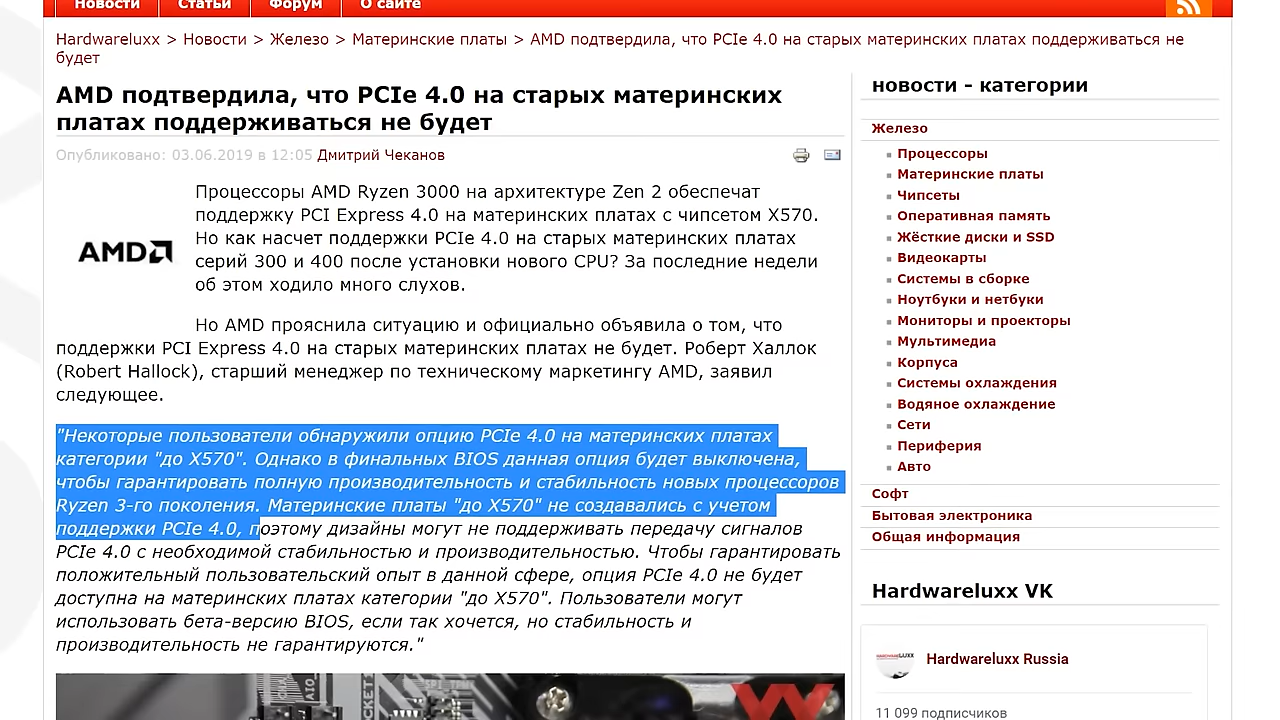 Новости
Статьи
Форум
О сайте
Hardwareluxx > Новости > Железо > Материнские платы > AMD подтвердила, что PCIe 4.0 на старых материнских платах поддерживаться не
будет
AMD подтвердила, что PCIe 4.0 на старых материнских
платах поддерживаться не будет
Опубликовано: 03.06.2019 в 12:05 Дмитрий Чеканов
AMD
Процессоры AMD Ryzen 3000 на архитектуре Zen 2 обеспечат
поддержку PCI Express 4.0 на материнских платах с чипсетом X570.
Но как насчет поддержки PCIe 4.0 на старых материнских платах
серий 300 и 400 после установки нового CPU? За последние недели
об этом ходило много слухов.
Но AMD прояснила ситуацию и официально объявила о том, что
поддержки PCI Express 4.0 на старых материнских платах не будет. Роберт Халлок
(Robert Hallock), старший менеджер по техническому маркетингу AMD, заявил
следующее.
"Некоторые пользователи обнаружили опцию PCIe 4.0 на материнских платах
категории "до X570". Однако в финальных BIOS данная опция будет выключена,
чтобы гарантировать полную производительность и стабильность новых процессоров
Ryzen 3-го поколения. Материнские платы "до X570" не создавались с учетом
поддержки PCIe 4.0, поэтому дизайны могут не поддерживать передачу сигналов
PCIe 4.0 с необходимой стабильностью и производительностью. Чтобы гарантировать
положительный пользовательский опыт в данной сфере, опция PCIe 4.0 не будет
доступна на материнских платах категории "до X570". Пользователи могут
использовать бета-версию BIOS, если так хочется, но стабильность и
производительность не гарантируются."
новости - категории
Железо
Процессоры
Материнские платы
Чипсеты
Оперативная память
Жёсткие диски и SSD
Видеокарты
Системы в сборке
Ноутбуки и нетбуки
Мониторы и проекторы
Мультимедиа
Корпуса
Системы охлаждения
Водяное охлаждение
Сети
Периферия
Авто
Софт
Бытовая электроника
Общая информация
Hardwareluxx VK
Hardwareluxx Russia
11 099 подписчиков